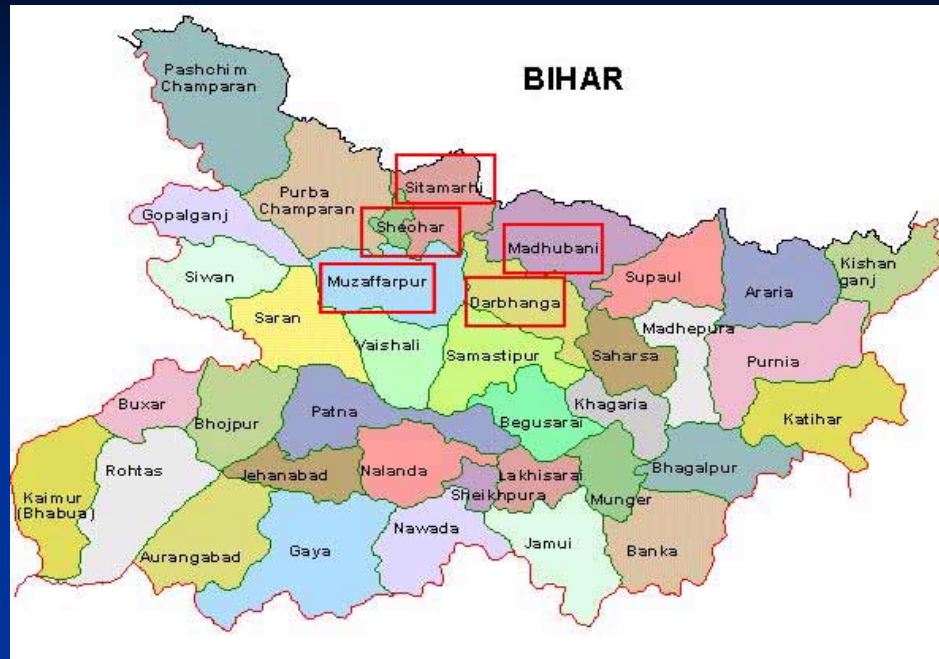 BIHAR
Pashchim
Champaran
Sitamarhi
Purba
Champaran
Gopalganj
Sheohar
Madhubani
Siwan
Muzaffarpur
Supaul
Kishan
ganj
Araria
Darbhanga
Saran
Madhepura
Vaishali
Samastipur
Saharsa
Purnia
Buxar
Patna
Khagaria
Katihar
Bhojpur
Begusarai
Rohtas
Jehanabad
Nalanda
Lakhisarai
Bhagalpur
Kaimur
(Bhabua)
Sheikhpura
Munger
Nawada
Aurangabad
Gaya
Jamui
Banka